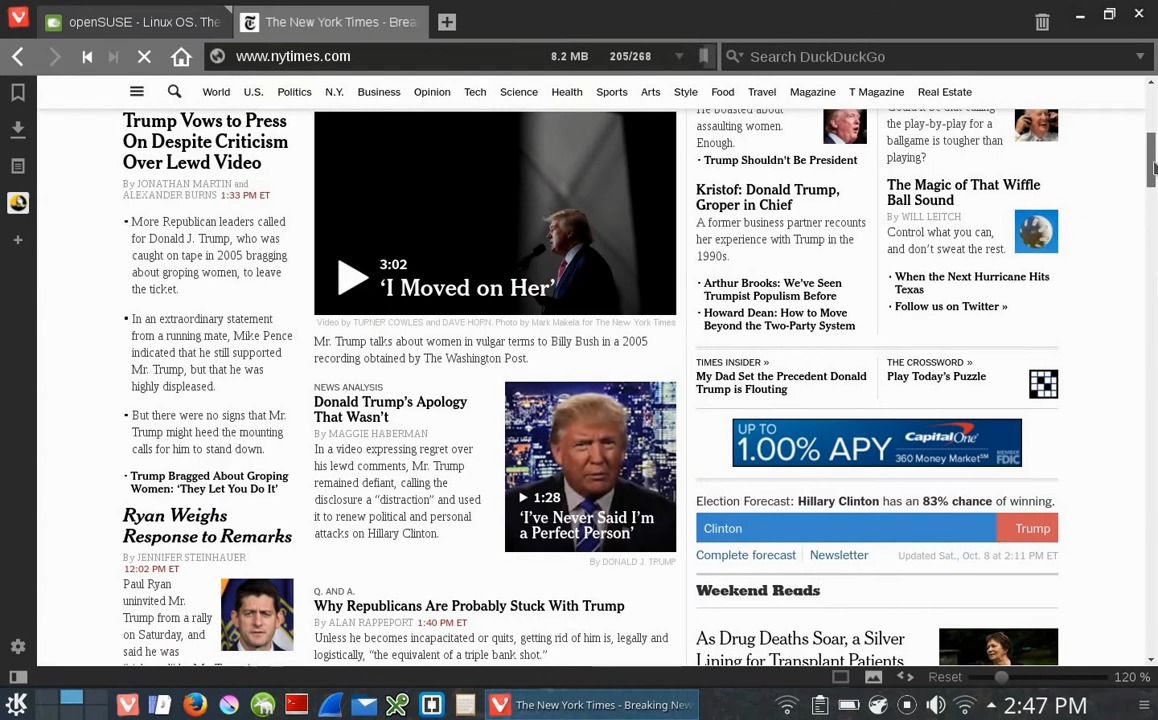 openSUSE - Linux OS. The
The New York Times - Brea
www.nytimes.com
8.2 MB
205/268
Search DuckDuckGo
World U.S. Politics N.Y. Business Opinion Tech Science Health Sports Arts Style Food Travel Magazine T Magazine Real Estate
Trump Vows to Press
On Despite Criticism
Over Lewd Video
By JONATHAN MARTIN and
ALEXANDER BURNS 1:33 PM ET
• More Republican leaders called
for Donald J. Trump, who was
caught on tape in 2005 bragging
about groping women, to leave
the ticket.
• In an extraordinary statement
from a running mate, Mike Pence
indicated that he still supported
Mr. Trump, but that he was
highly displeased.
• But there were no signs that Mr.
Trump might heed the mounting
calls for him to stand down.
• Trump Bragged About Groping
Women: ‘They Let You Do It’
Ryan Weighs
Response to Remarks
By JENNIFER STEINHAUER
12:02 PM ET
Paul Ryan
uninvited Mr.
Trump from a rally
on Saturday, and
said he was
3:02
‘I Moved on Her’
Video by TURNER COWLES and DAVE HORN. Photo by Mark Makela for The New York Times
Mr. Trump talks about women in vulgar terms to Billy Bush in a 2005
recording obtained by The Washington Post.
NEWS ANALYSIS
Donald Trump’s Apology
That Wasn’t
By MAGGIE HABERMAN
In a video expressing regret over
his lewd comments, Mr. Trump
remained defiant, calling the
disclosure a “distraction” and used
it to renew political and personal
attacks on Hillary Clinton.
1:28
‘I’ve Never Said I’m
a Perfect Person’
By DONALD J. TRUMP
Q. AND A.
Why Republicans Are Probably Stuck With Trump
By ALAN RAPPEPORT 1:40 PM ET
Unless he becomes incapacitated or quits, getting rid of him is, legally and
logistically, “the equivalent of a triple bank shot.”
He boasted about
assaulting women.
Enough.
• Trump Shouldn't Be President
Kristof: Donald Trump,
Groper in Chief
A former business partner recounts
her experience with Trump in the
1990s.
• Arthur Brooks: We’ve Seen
Trumpist Populism Before
• Howard Dean: How to Move
Beyond the Two-Party System
Could it be that calling
the play-by-play for a
ballgame is tougher than
playing?
The Magic of That Wiffle
Ball Sound
By WILL LEITCH
Control what you can,
and don’t sweat the rest.
• When the Next Hurricane Hits
Texas
• Follow us on Twitter »
TIMES INSIDER »
My Dad Set the Precedent Donald
Trump is Flouting
THE CROSSWORD »
Play Today’s Puzzle
UP TO
1.00% APY
Capital One
360 Money Market℠
MEMBER
FDIC
Election Forecast: Hillary Clinton has an 83% chance of winning.
Clinton
Trump
Complete forecast
Newsletter
Updated Sat., Oct. 8 at 2:11 PM ET
Weekend Reads
As Drug Deaths Soar, a Silver
Lining for Transplant Patients
Reset
120 %
The New York Times - Breaking New
2:47 PM